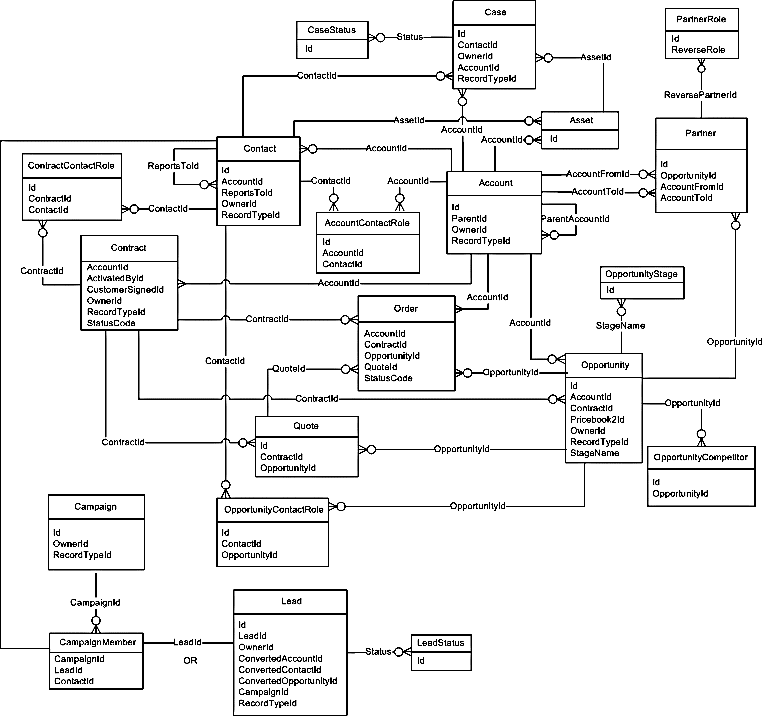 Case
Id
ContactId
OwnerId
AccountId
RecordTypeId
CaseStatus
Id
Status
PartnerRole
Id
ReverseRole
ContactId
AssetId
ReversePartnerId
AssetId
Asset
Id
AccountId
AccountId
Partner
Id
OpportunityId
AccountFromId
AccountToId
Contact
Id
AccountId
ReportsToId
OwnerId
RecordTypeId
ReportsToId
AccountId
ContractContactRole
Id
ContractId
ContactId
ContactId
ContactId
AccountId
Account
Id
ParentId
OwnerId
RecordTypeId
AccountFromId
AccountToId
ParentAccountId
AccountContactRole
Id
AccountId
ContactId
Contract
AccountId
ActivatedById
CustomerSignedId
OwnerId
RecordTypeId
StatusCode
ContractId
AccountId
AccountId
AccountId
OpportunityStage
Id
StageName
OpportunityId
Order
AccountId
ContractId
OpportunityId
QuoteId
StatusCode
ContractId
ContactId
QuoteId
OpportunityId
Opportunity
Id
AccountId
ContractId
Pricebook2Id
OwnerId
RecordTypeId
StageName
ContractId
OpportunityId
Quote
Id
ContractId
OpportunityId
ContractId
OpportunityId
OpportunityCompetitor
Id
OpportunityId
OpportunityContactRole
Id
ContactId
OpportunityId
OpportunityId
Campaign
Id
OwnerId
RecordTypeId
CampaignId
CampaignMember
CampaignId
LeadId
ContactId
LeadId
OR
Lead
Id
LeadId
OwnerId
ConvertedAccountId
ConvertedContactId
ConvertedOpportunityId
CampaignId
RecordTypeId
Status
LeadStatus
Id